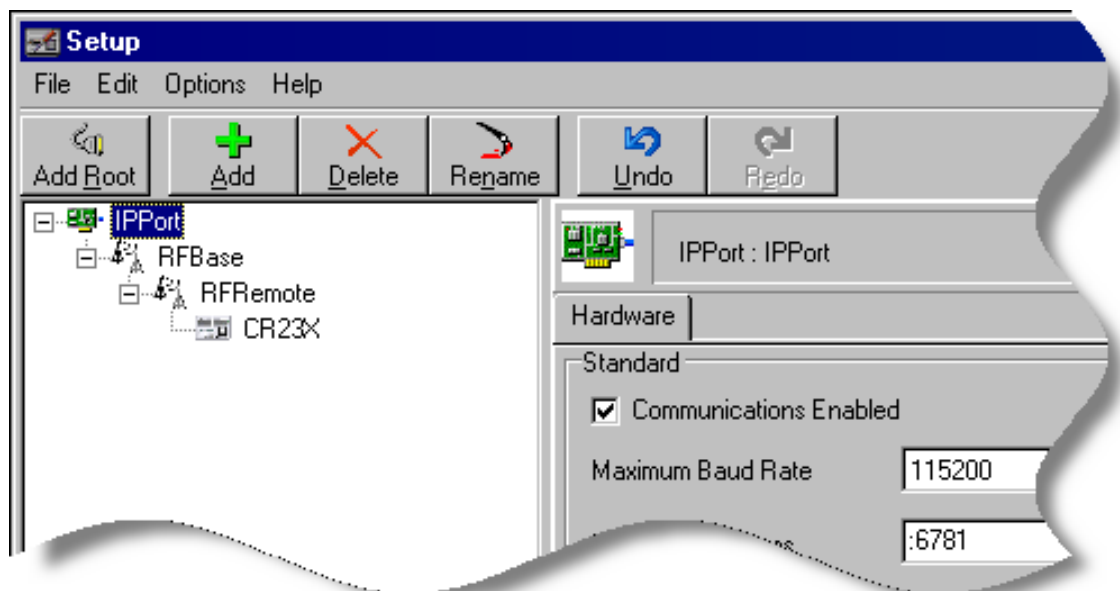 Setup
File Edit Options Help
Add Root Add Delete Rename Undo Redo
IPPort
RFBase
RFRemote
CR23X
IPPort : IPPort
Hardware
Standard
Communications Enabled
Maximum Baud Rate 115200
:6781